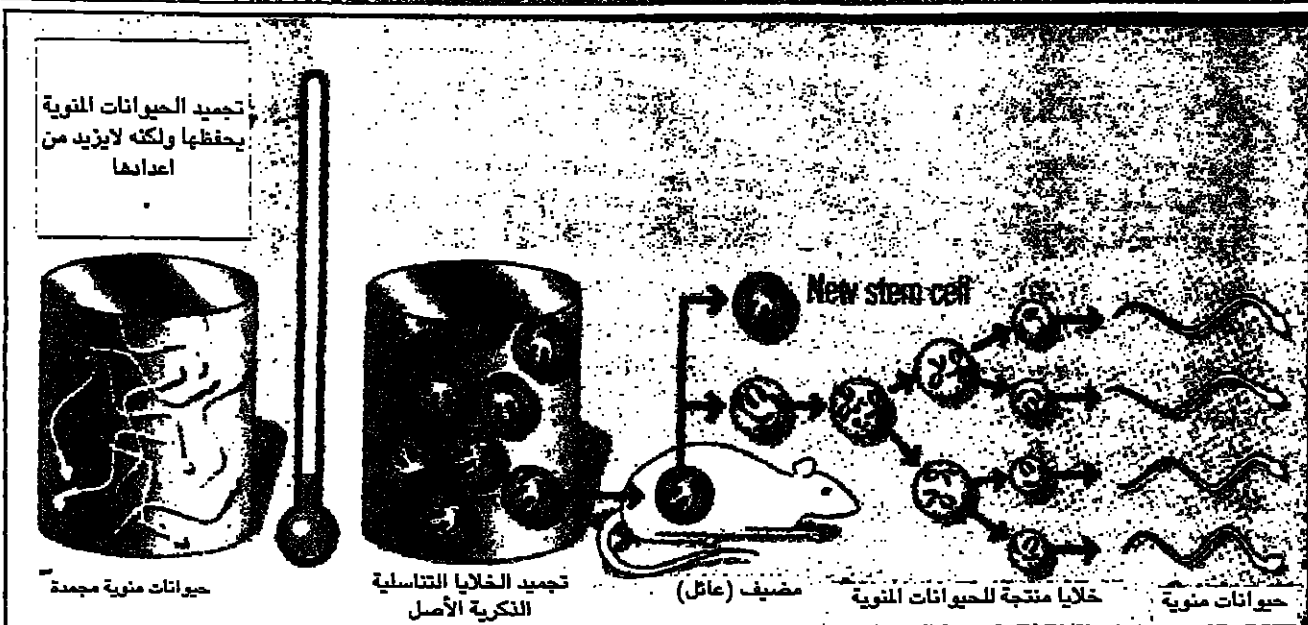 تجميد الحيوانات المنوية
يحفظها ولكنه لايزيد من
اعدادها
New stem cell
حيوانات منوية مجمدة
تجميد الخلايا التناسلية
الذكرية الأصل
مضيف (عائل)
خلايا منتجة للحيوانات المنوية
حيوانات منوية